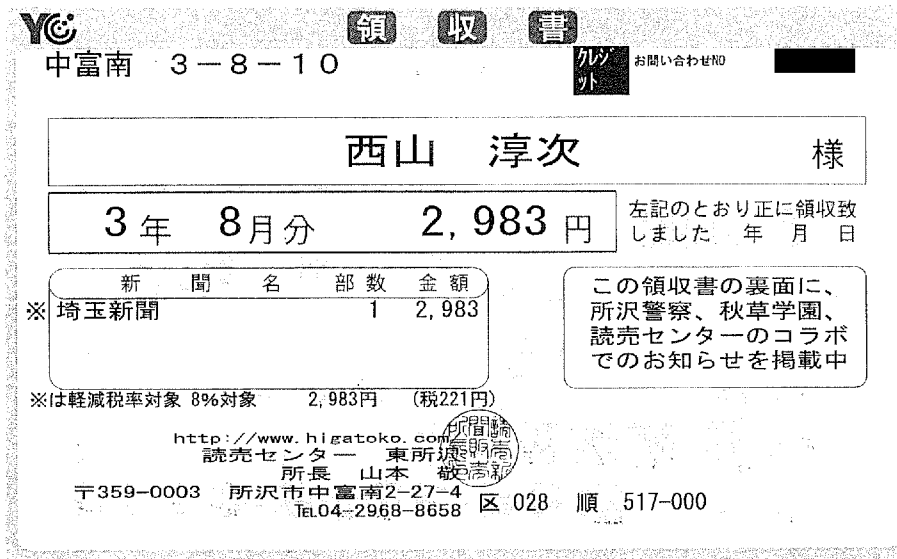 YC 領収書
中富南 3-8-10
クレジット お問い合わせNO
西山 淳次 様
3年 8月分 2,983円
左記のとおり正に領収致
しました 年 月 日
新聞名 部数 金額
※埼玉新聞 1 2,983
この領収書の裏面に、
所沢警察、秋草学園、
読売センターのコラボ
でのお知らせを掲載中
※は軽減税率対象 8%対象 2,983円 (税221円)
http://www.higatoko.com
読売センター 東所沢
所長 山本 敬
〒359-0003 所沢市中富南2-27-4
TEL04-2968-8658
区 028 順 517-000